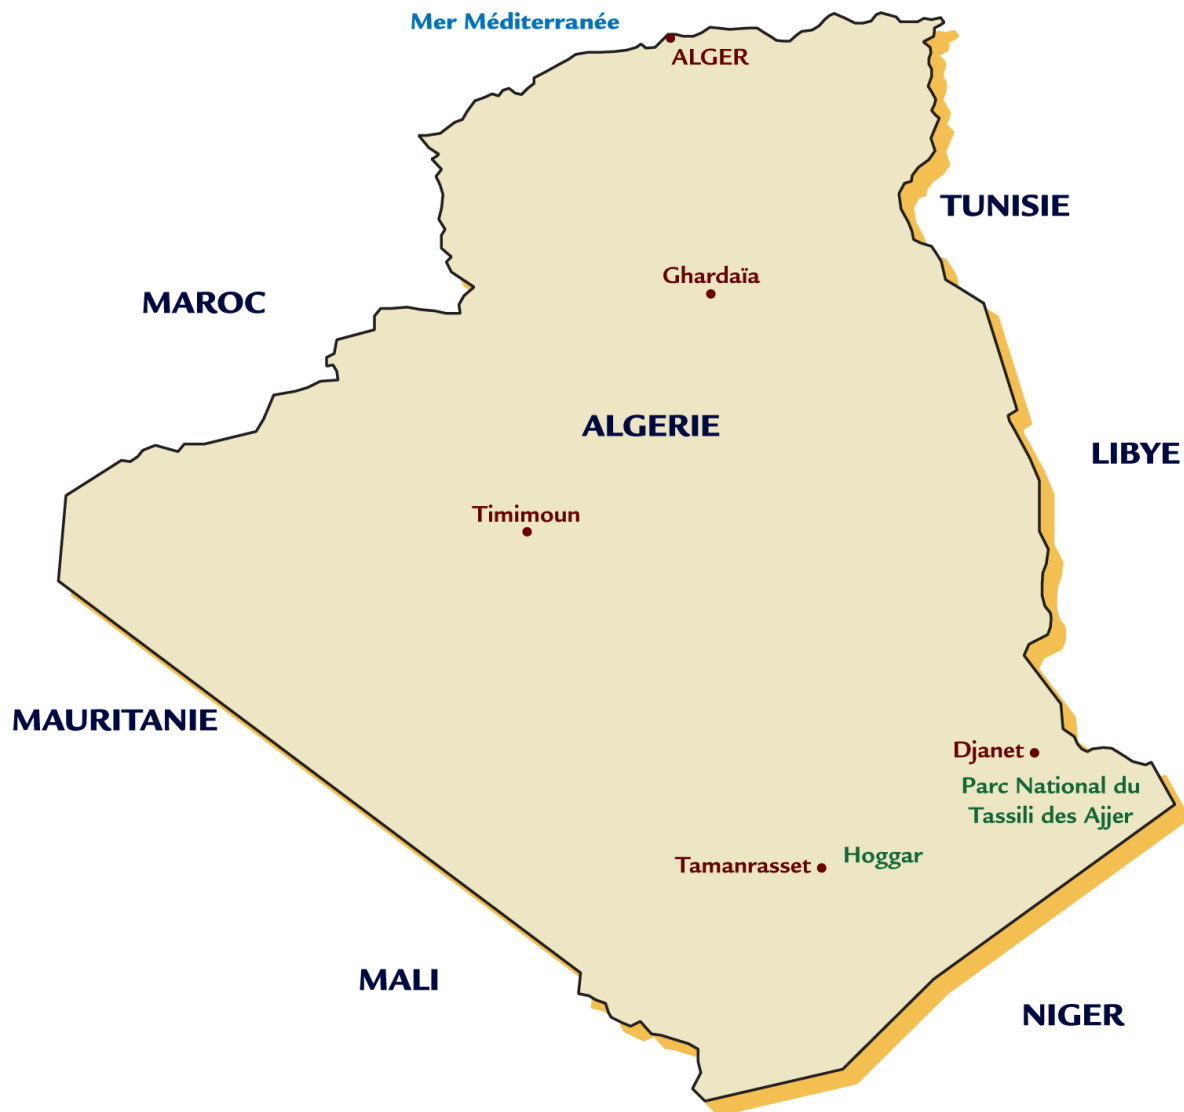 Mer Méditerranée
ALGER
TUNISIE
Ghardaïa
MAROC
ALGERIE
LIBYE
Timimoun
MAURITANIE
Djanet
Parc National du
Tassili des Ajjer
Hoggar
Tamanrasset
MALI
NIGER